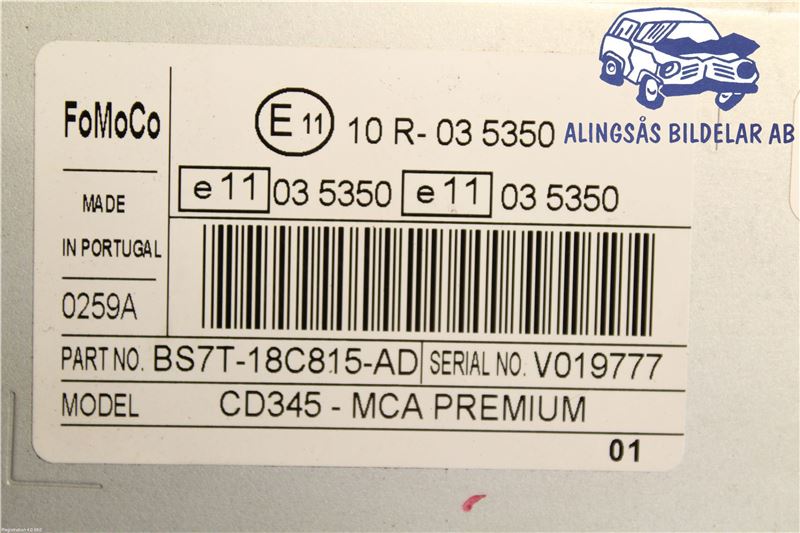 FoMoCo
E 11 10 R- 03 5350
ALINGSÅS BILDELAR AB
e 11 03 5350 e 11 03 5350
MADE
IN PORTUGAL
0259A
PART NO. BS7T-18C815-AD SERIAL NO. V019777
MODEL CD345 - MCA PREMIUM
01